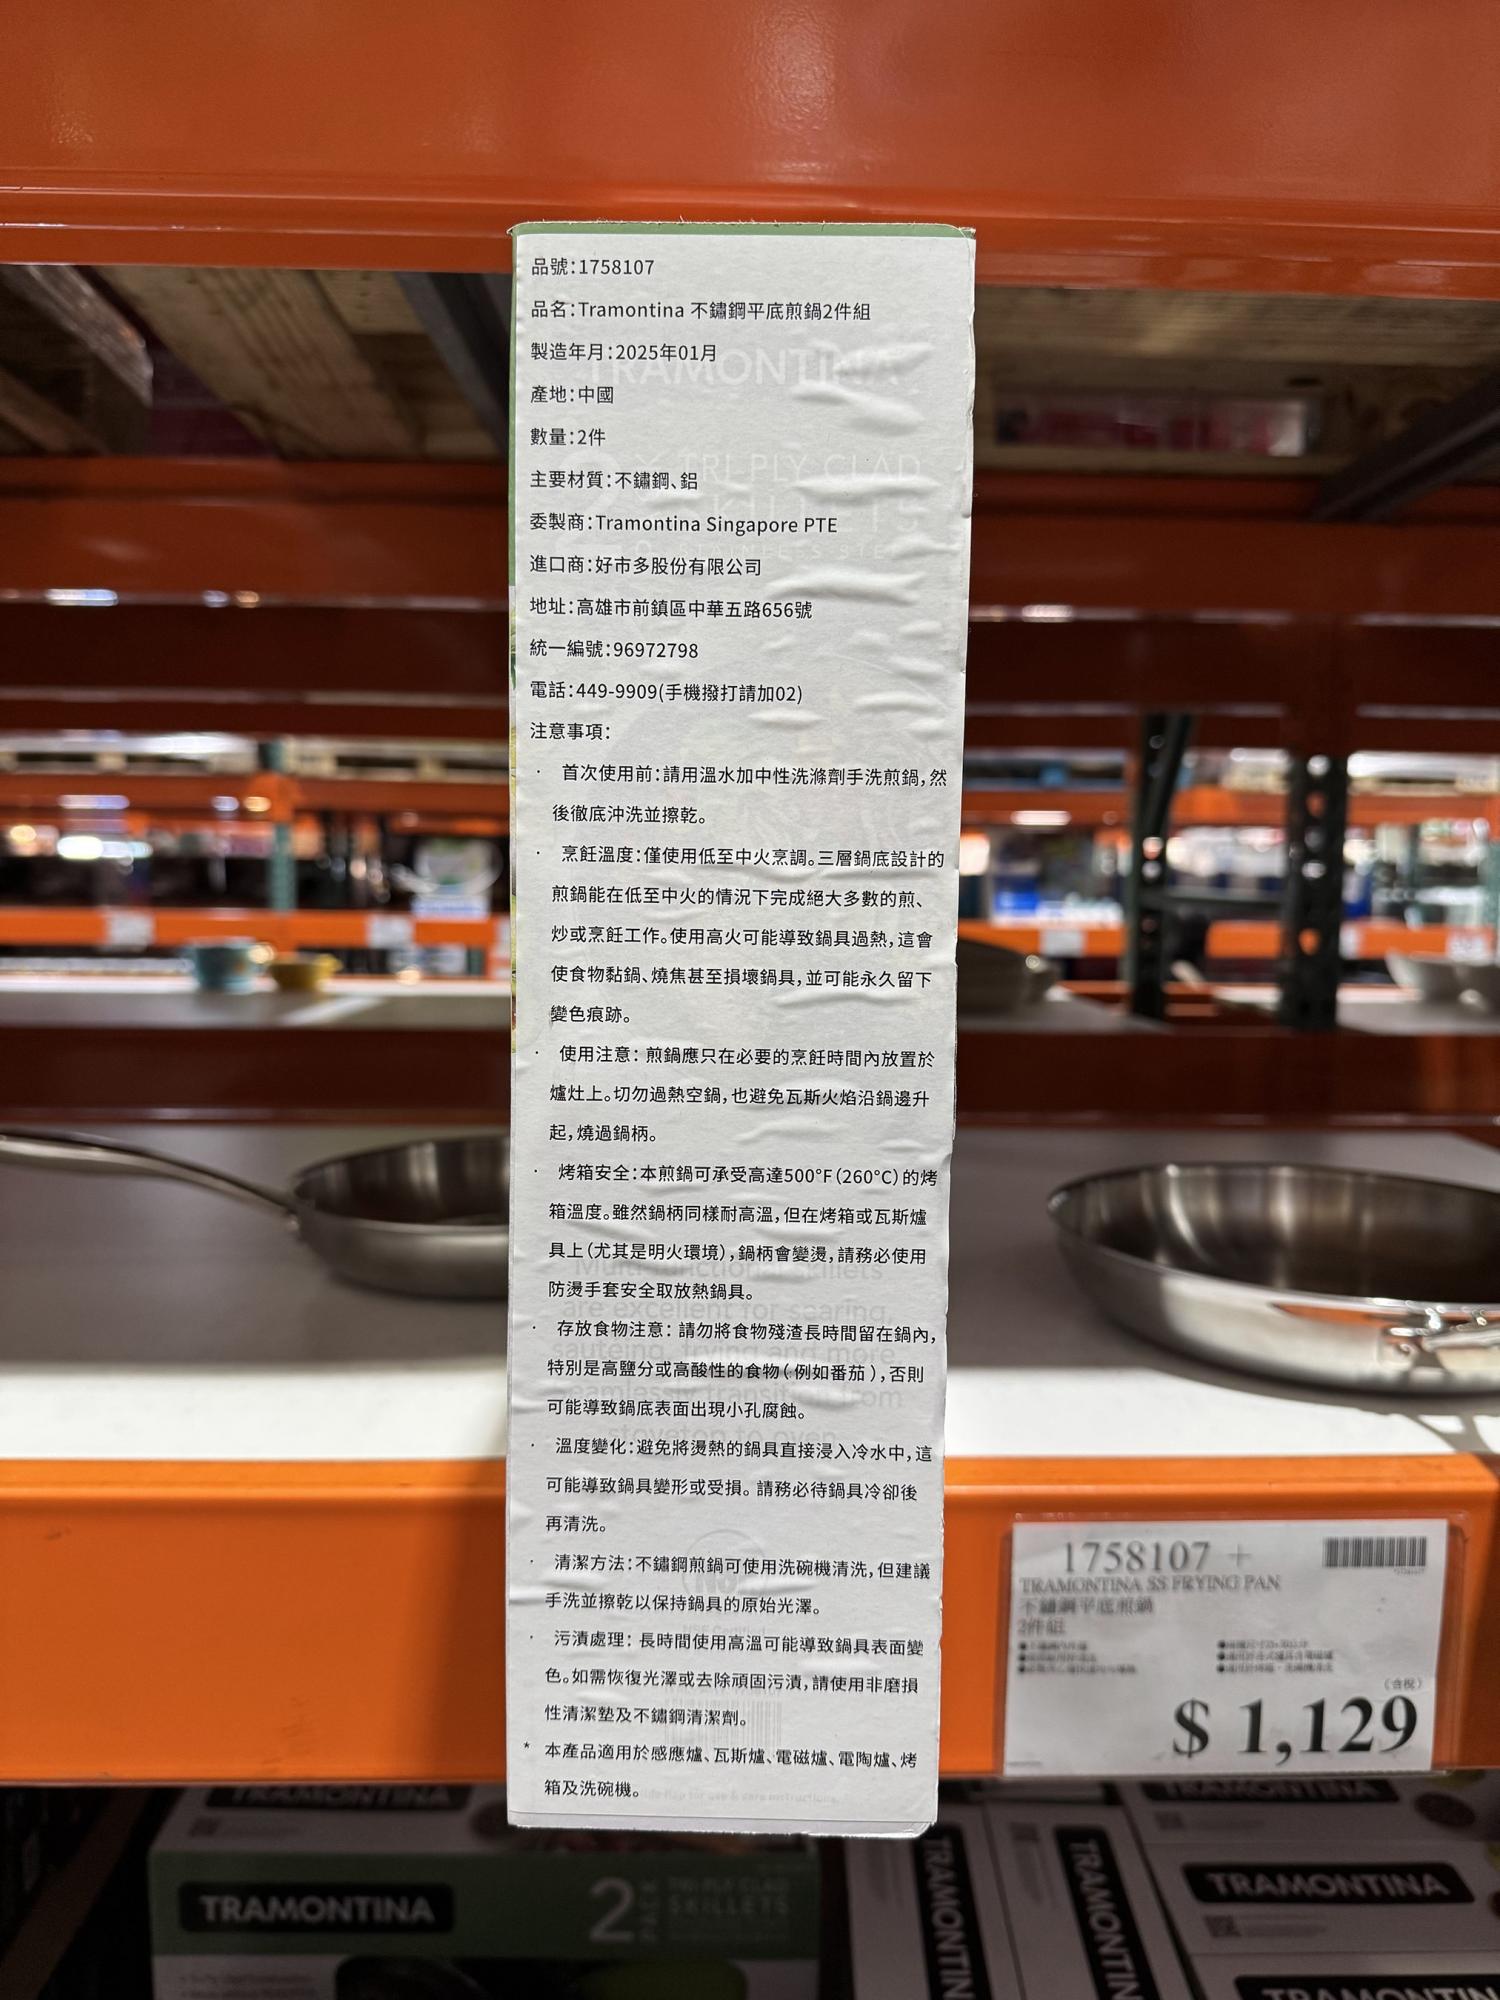 品號:1758107
品名:Tramontina 不鏽鋼平底煎鍋2件組
製造年月:2025年01月
產地:中國
數量:2件
主要材質:不鏽鋼、鋁
委製商:Tramontina Singapore PTE
進口商:好市多股份有限公司
地址:高雄市前鎮區中華五路656號
統一編號:96972798
電話:449-9909(手機撥打請加02)
注意事項:
· 首次使用前:請用溫水加中性洗滌劑手洗煎鍋,然
後徹底沖洗並擦乾。
· 烹飪溫度:僅使用低至中火烹調。三層鍋底設計的
煎鍋能在低至中火的情況下完成絕大多數的煎、
炒或烹飪工作。使用高火可能導致鍋具過熱,這會
使食物黏鍋、燒焦甚至損壞鍋具,並可能永久留下
變色痕跡。
· 使用注意: 煎鍋應只在必要的烹飪時間內放置於
爐灶上。切勿過熱空鍋,也避免瓦斯火焰沿鍋邊升
起,燒過鍋柄。
· 烤箱安全:本煎鍋可承受高達500°F(260°C)的烤
箱溫度。雖然鍋柄同樣耐高溫,但在烤箱或瓦斯爐
具上(尤其是明火環境),鍋柄會變燙,請務必使用
防燙手套安全取放熱鍋具。
· 存放食物注意: 請勿將食物殘渣長時間留在鍋內,
特別是高鹽分或高酸性的食物(例如番茄),否則
可能導致鍋底表面出現小孔腐蝕。
· 溫度變化:避免將燙熱的鍋具直接浸入冷水中,這
可能導致鍋具變形或受損。請務必待鍋具冷卻後
再清洗。
· 清潔方法:不鏽鋼煎鍋可使用洗碗機清洗,但建議
手洗並擦乾以保持鍋具的原始光澤。
· 污漬處理: 長時間使用高溫可能導致鍋具表面變
色。如需恢復光澤或去除頑固污漬,請使用非磨損
性清潔墊及不鏽鋼清潔劑。
* 本產品適用於感應爐、瓦斯爐、電磁爐、電陶爐、烤
箱及洗碗機。
1758107 +
TRAMONTINA SS FRYING PAN
不鏽鋼平底煎鍋
2件組
(含稅)
$ 1,129
TRAMONTINA
2 PACK
TRI-PLY CLAD
SKILLETS
TRAMONTINA
TRAMONTINA
TRAMONTINA
TRAMONTINA
TRAMONTINA
TRAMONTINA